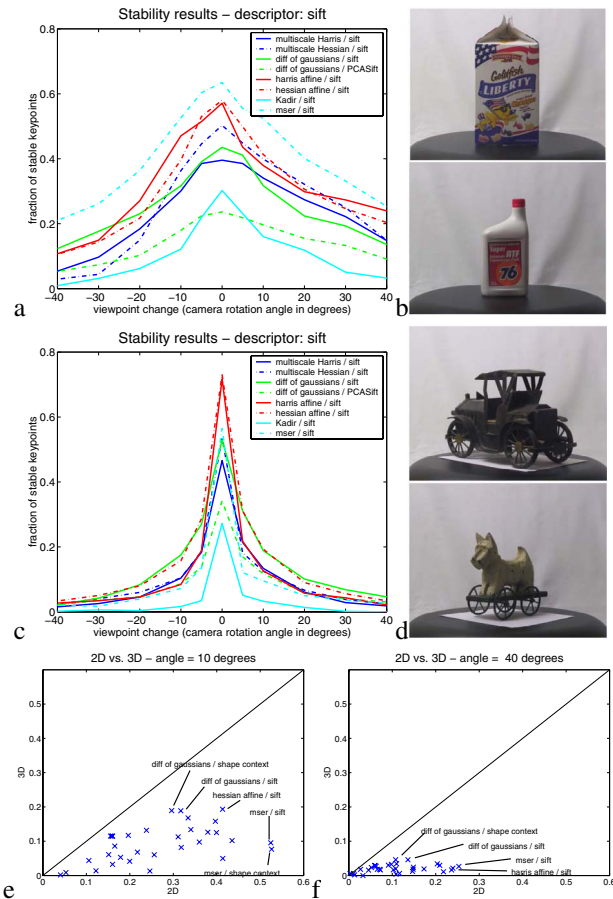 Stability results – descriptor: sift
fraction of stable keypoints
0.8
0.6
0.4
0.2
0
multiscale Harris / sift
multiscale Hessian / sift
diff of gaussians / sift
diff of gaussians / PCASift
harris affine / sift
hessian affine / sift
Kadir / sift
mser / sift
−40 −30 −20 −10 0 10 20 30 40
viewpoint change (camera rotation angle in degrees)
a
Goldfish
LIBERTY
b
Super
ATF
76
Stability results – descriptor: sift
fraction of stable keypoints
0.8
0.6
0.4
0.2
0
multiscale Harris / sift
multiscale Hessian / sift
diff of gaussians / sift
diff of gaussians / PCASift
harris affine / sift
hessian affine / sift
Kadir / sift
mser / sift
−40 −30 −20 −10 0 10 20 30 40
viewpoint change (camera rotation angle in degrees)
c
d
2D vs. 3D – angle = 10 degrees
3D
0.5
0.4
0.3
0.2
0.1
0
diff of gaussians / shape context
diff of gaussians / sift
hessian affine / sift
mser / sift
mser / shape context
0 0.1 0.2 0.3 0.4 0.5 0.6
2D
e
2D vs. 3D – angle = 40 degrees
3D
0.5
0.4
0.3
0.2
0.1
0
diff of gaussians / shape context
diff of gaussians / sift
mser / sift
harris affine / sift
0 0.1 0.2 0.3 0.4 0.5 0.6
2D
f